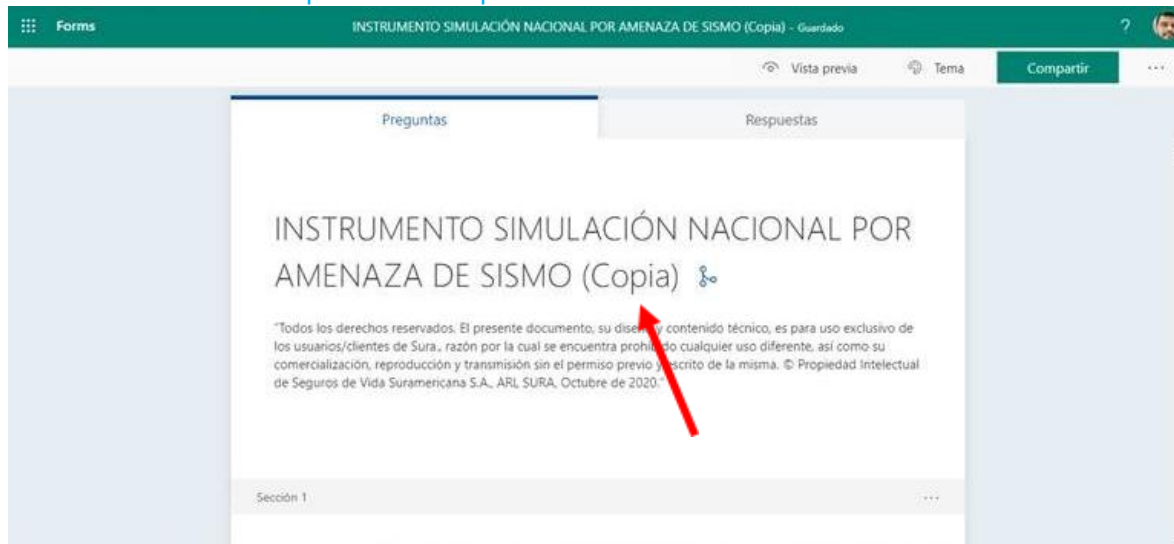 Forms
INSTRUMENTO SIMULACIÓN NACIONAL POR AMENAZA DE SISMO (Copia) - Guardado
?
Vista previa
Tema
Compartir
...
Preguntas
Respuestas
INSTRUMENTO SIMULACIÓN NACIONAL POR
AMENAZA DE SISMO (Copia)
"Todos los derechos reservados. El presente documento, su diseño y contenido técnico, es para uso exclusivo de
los usuarios/clientes de Sura., razón por la cual se encuentra prohibido cualquier uso diferente, así como su
comercialización, reproducción y transmisión sin el permiso previo y escrito de la misma. © Propiedad Intelectual
de Seguros de Vida Suramericana S.A., ARL SURA, Octubre de 2020."
Sección 1
...